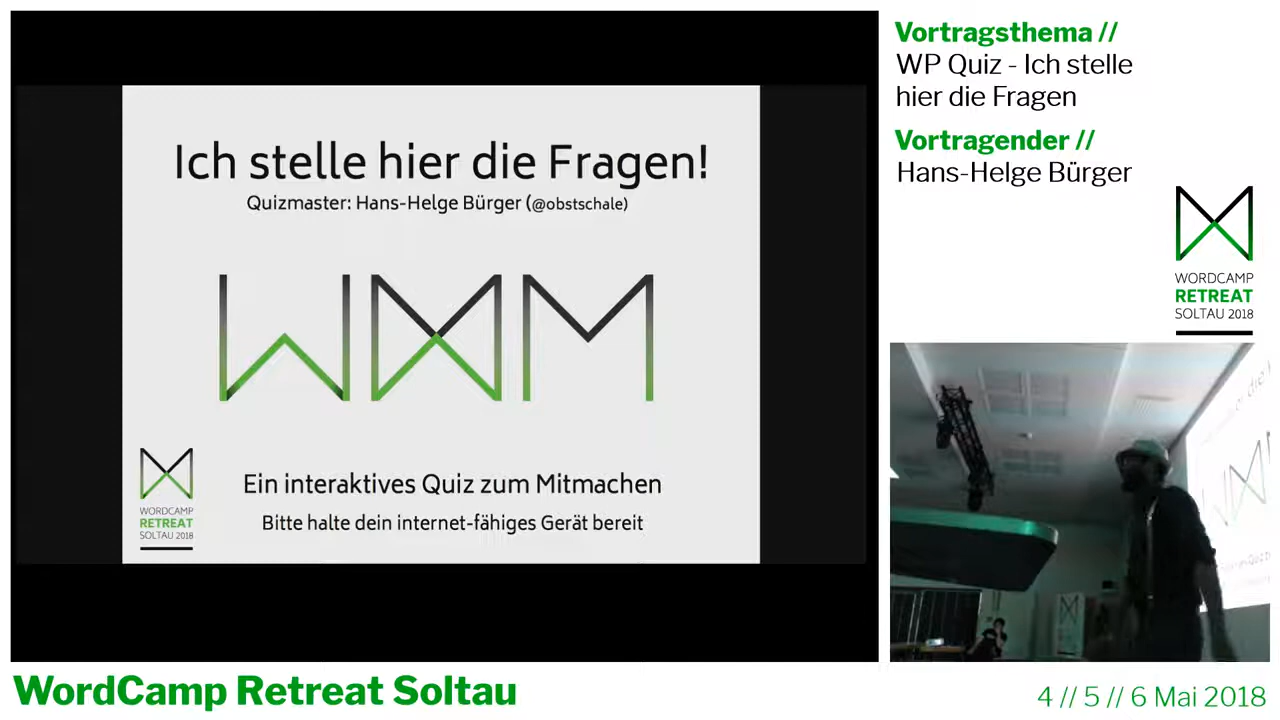 Ich stelle hier die Fragen!
Quizmaster: Hans-Helge Bürger (@obstschale)
WORDCAMP
RETREAT
SOLTAU 2018
Ein interaktives Quiz zum Mitmachen
Bitte halte dein internet-fähiges Gerät bereit
Vortragsthema //
WP Quiz - Ich stelle
hier die Fragen
Vortragender //
Hans-Helge Bürger
WORDCAMP
RETREAT
SOLTAU 2018
WordCamp Retreat Soltau
4 // 5 // 6 Mai 2018